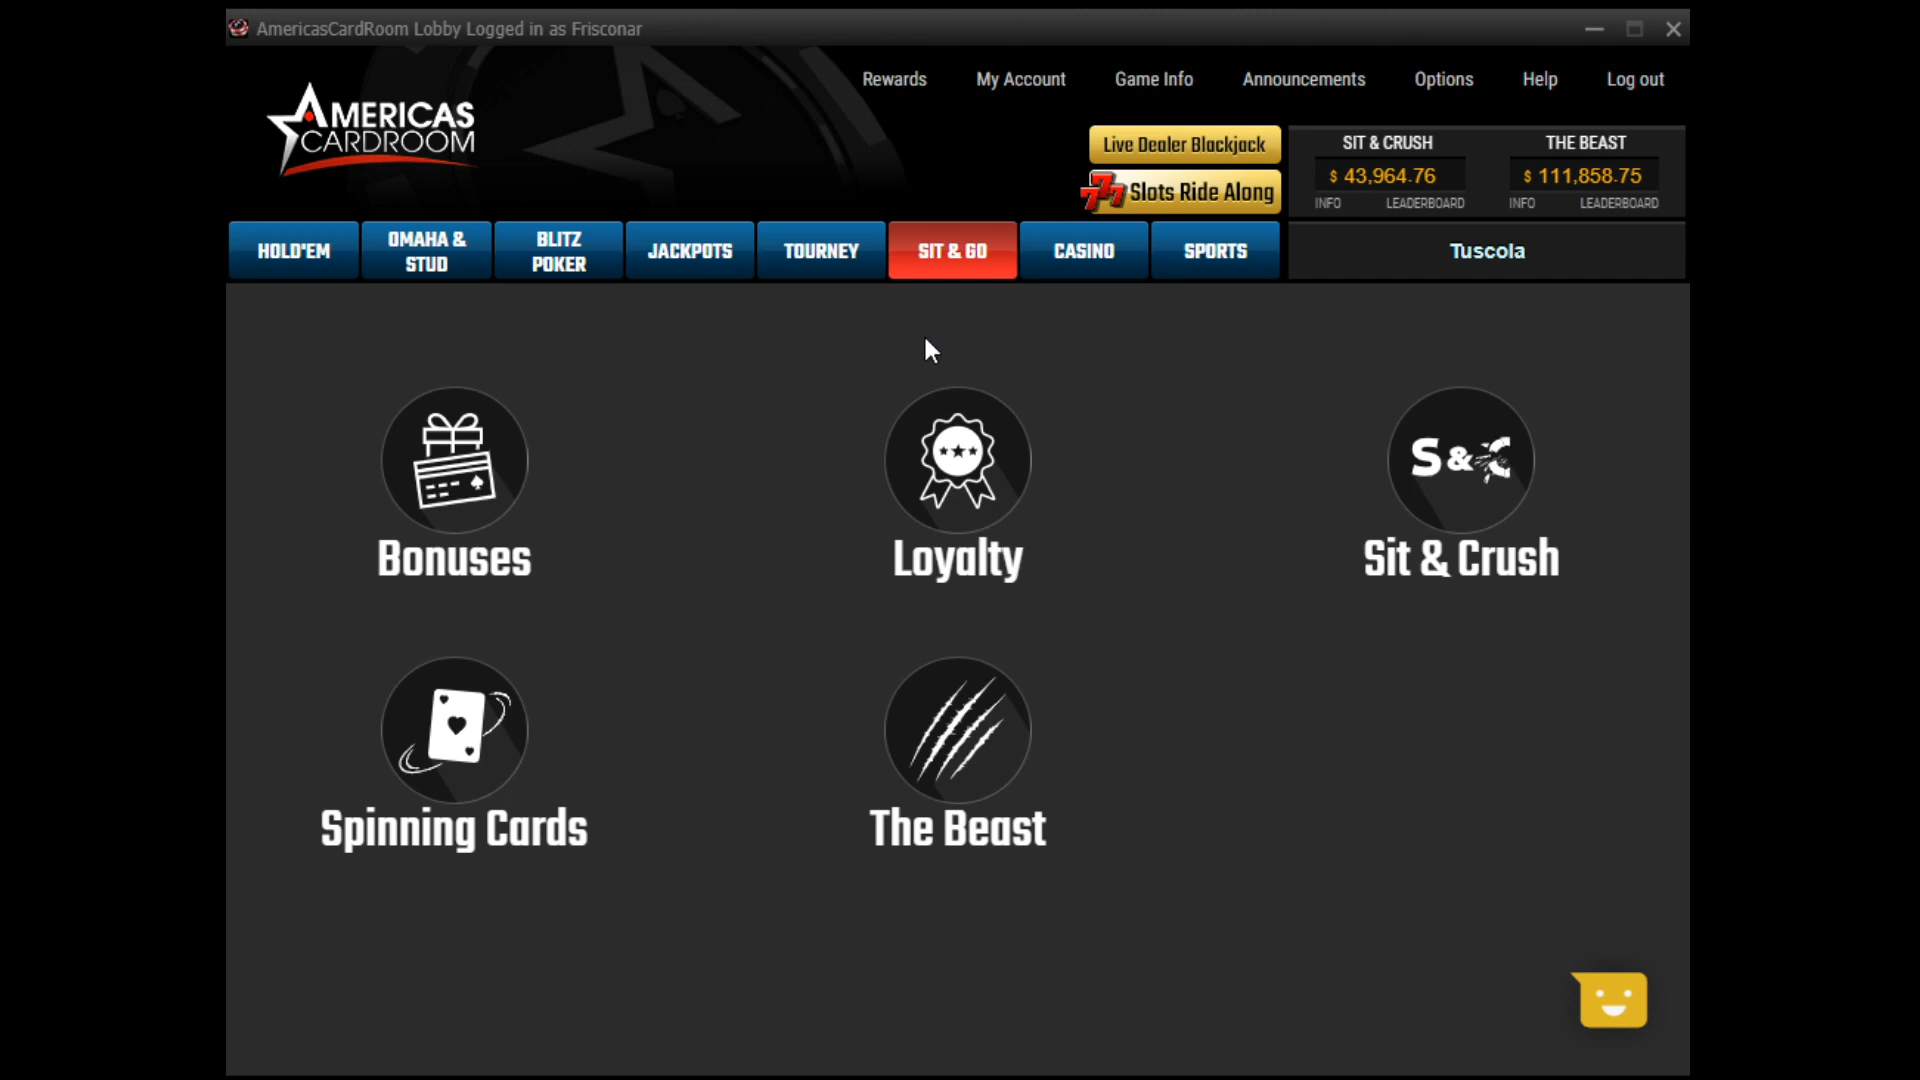 AmericasCardRoom Lobby Logged in as Frisconar
Rewards My Account Game Info Announcements Options Help Log out
AMERICAS
CARDROOM
Live Dealer Blackjack
777 Slots Ride Along
SIT & CRUSH
$ 43,964.76
INFO LEADERBOARD
THE BEAST
$ 111,858.75
INFO LEADERBOARD
HOLD'EM
OMAHA &
STUD
BLITZ
POKER
JACKPOTS
TOURNEY
SIT & GO
CASINO
SPORTS
Tuscola
S & C
Bonuses
Loyalty
Sit & Crush
Spinning Cards
The Beast